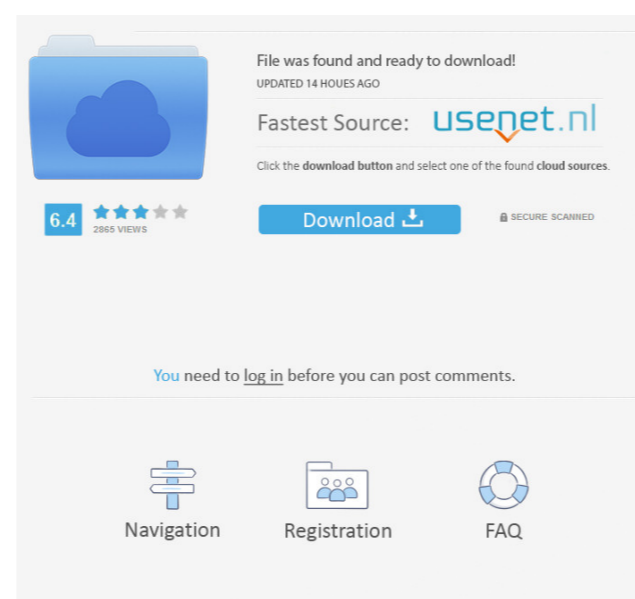 File was found and ready to download!
UPDATED 14 HOUES AGO
Fastest Source: usenet.nl
Click the download button and select one of the found cloud sources.
6.4
2865 VIEWS
Download
SECURE SCANNED
You need to log in before you can post comments.
Navigation
Registration
FAQ